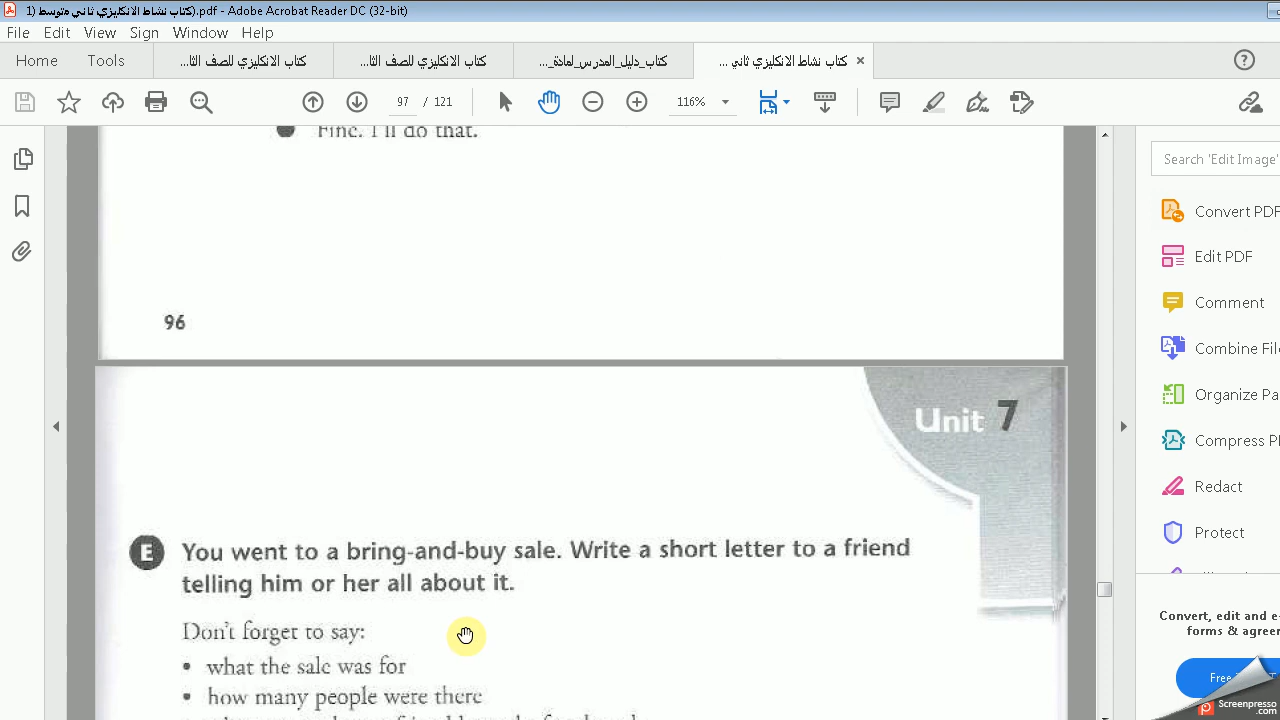 كتاب نشاط الانكليزي ثاني متوسط (1).pdf - Adobe Acrobat Reader DC (32-bit)
File Edit View Sign Window Help
Home Tools كتاب الانكليزي للصف الثا... كتاب الانكليزي للصف الثا... كتاب_دليل_المدرس_لمادة_... كتاب نشاط الانكليزي ثاني ... ×
97 / 121 116%
Fine. I'll do that.
96
Unit 7
E You went to a bring-and-buy sale. Write a short letter to a friend
telling him or her all about it.
Don't forget to say:
• what the sale was for
• how many people were there
Search 'Edit Image'
Convert PDF
Edit PDF
Comment
Combine File
Organize Pa
Compress P
Redact
Protect
Convert, edit and e-
forms & agree
Free
Screenpresso
.com